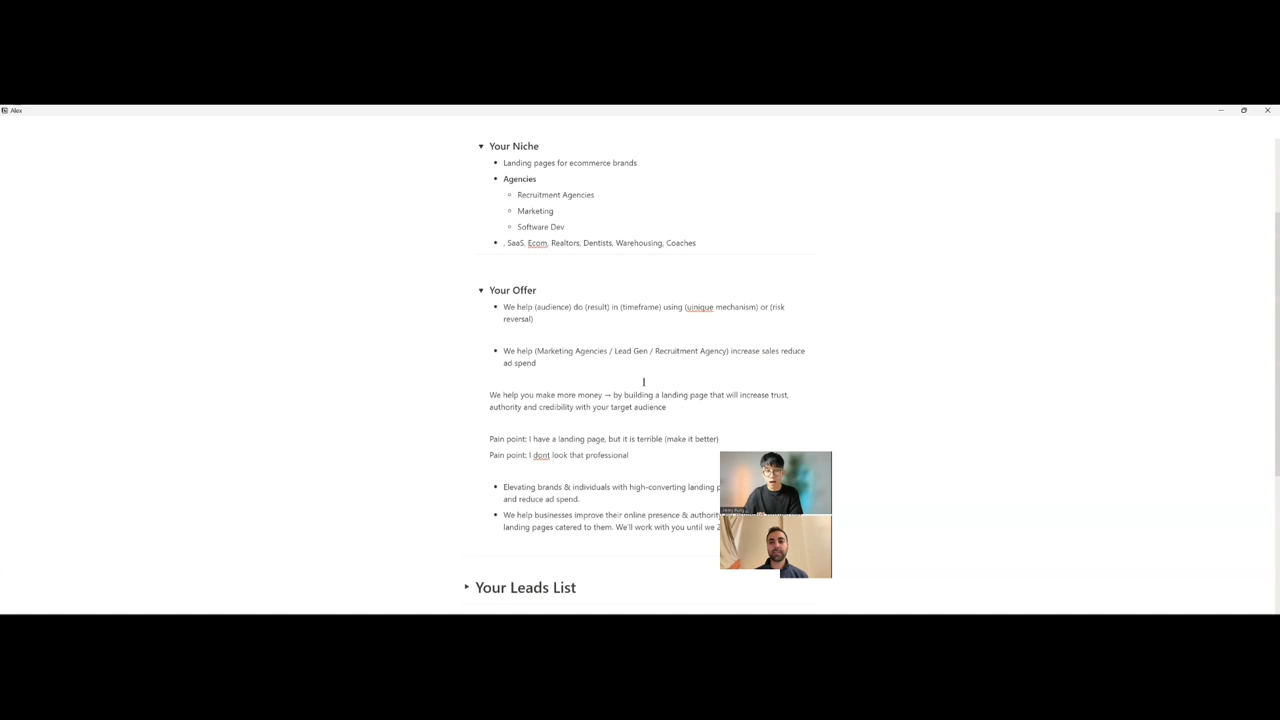 Alex
Your Niche
Landing pages for ecommerce brands
Agencies
Recruitment Agencies
Marketing
Software Dev
, SaaS, Ecom, Realtors, Dentists, Warehousing, Coaches
Your Offer
We help (audience) do (result) in (timeframe) using (uinique mechanism) or (risk
reversal)
We help (Marketing Agencies / Lead Gen / Recruitment Agency) increase sales reduce
ad spend
We help you make more money → by building a landing page that will increase trust,
authority and credibility with your target audience
Pain point: I have a landing page, but it is terrible (make it better)
Pain point: I dont look that professional
Elevating brands & individuals with high-converting landing
and reduce ad spend.
We help businesses improve their online presence & authority
landing pages catered to them. We'll work with you until we
Your Leads List